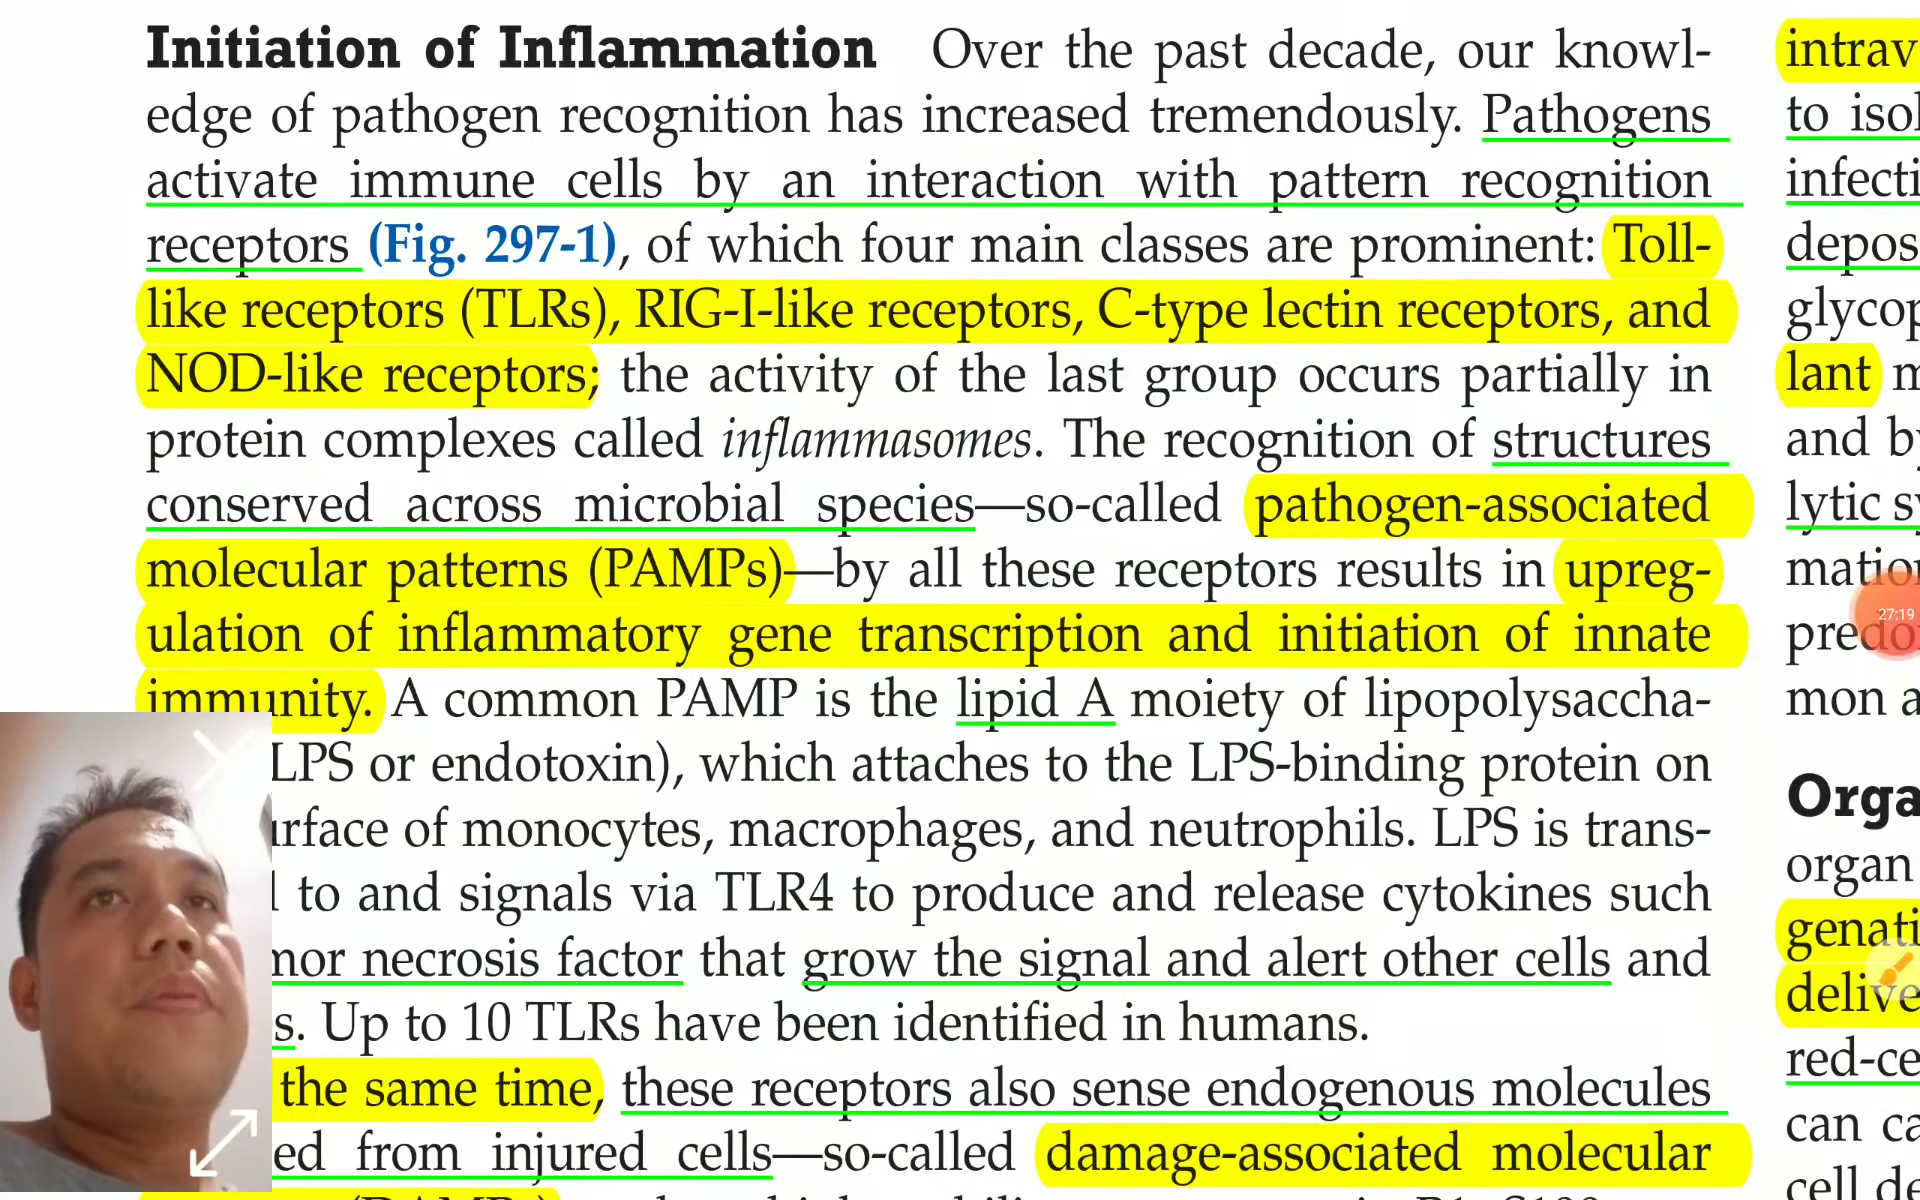 Initiation of Inflammation Over the past decade, our knowl-
edge of pathogen recognition has increased tremendously. Pathogens
activate immune cells by an interaction with pattern recognition
receptors (Fig. 297-1), of which four main classes are prominent: Toll-
like receptors (TLRs), RIG-I-like receptors, C-type lectin receptors, and
NOD-like receptors; the activity of the last group occurs partially in
protein complexes called inflammasomes. The recognition of structures
conserved across microbial species—so-called pathogen-associated
molecular patterns (PAMPs)—by all these receptors results in upreg-
ulation of inflammatory gene transcription and initiation of innate
immunity. A common PAMP is the lipid A moiety of lipopolysaccha-
LPS or endotoxin), which attaches to the LPS-binding protein on
urface of monocytes, macrophages, and neutrophils. LPS is trans-
to and signals via TLR4 to produce and release cytokines such
mor necrosis factor that grow the signal and alert other cells and
s. Up to 10 TLRs have been identified in humans.
the same time, these receptors also sense endogenous molecules
ed from injured cells—so-called damage-associated molecular
intrav
to isol
infecti
depos
glycop
lant m
and by
lytic sy
mation
predo
mon a
27:19
Orga
organ
genati
delive
red-ce
can ca
cell de